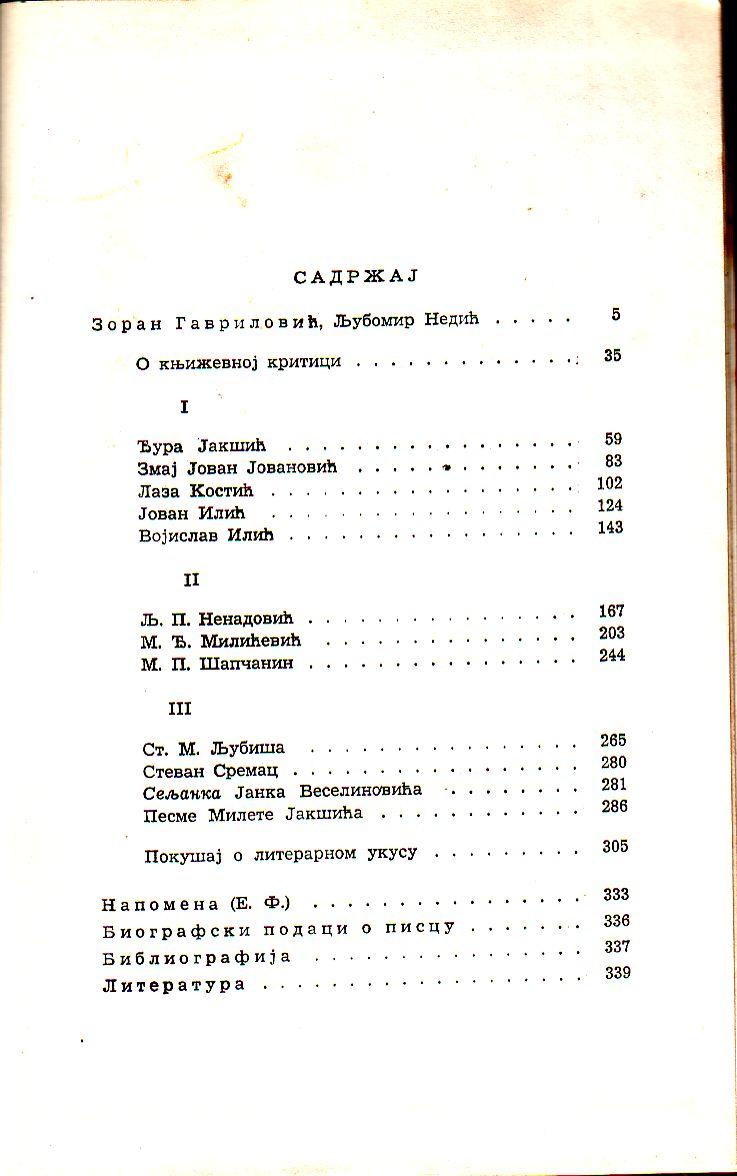 САДРЖАЈ
Зоран Гавриловић, Љубомир Недић . . . . . 5
О књижевној критици . . . . . . . . . . . . . 35
I
Ђура Јакшић . . . . . . . . . . . . . . . . . 59
Змај Јован Јовановић . . . . . . . . . . . . . 83
Лаза Костић . . . . . . . . . . . . . . . . . . 102
Јован Илић . . . . . . . . . . . . . . . . . . 124
Војислав Илић . . . . . . . . . . . . . . . . . 143
II
Љ. П. Ненадовић . . . . . . . . . . . . . . . . 167
М. Ђ. Милићевић . . . . . . . . . . . . . . . 203
М. П. Шапчанин . . . . . . . . . . . . . . . . 244
III
Ст. М. Љубиша . . . . . . . . . . . . . . . . 265
Стеван Сремац . . . . . . . . . . . . . . . . . 280
Сељанка Јанка Веселиновића . . . . . . . . 281
Песме Милете Јакшића . . . . . . . . . . . . 286
Покушај о литерарном укусу . . . . . . . . . 305
Напомена (Е. Ф.) . . . . . . . . . . . . . . . . 333
Биографски подаци о писцу . . . . . . . 336
Библиографија . . . . . . . . . . . . . . . . 337
Литература . . . . . . . . . . . . . . . . . . . 339